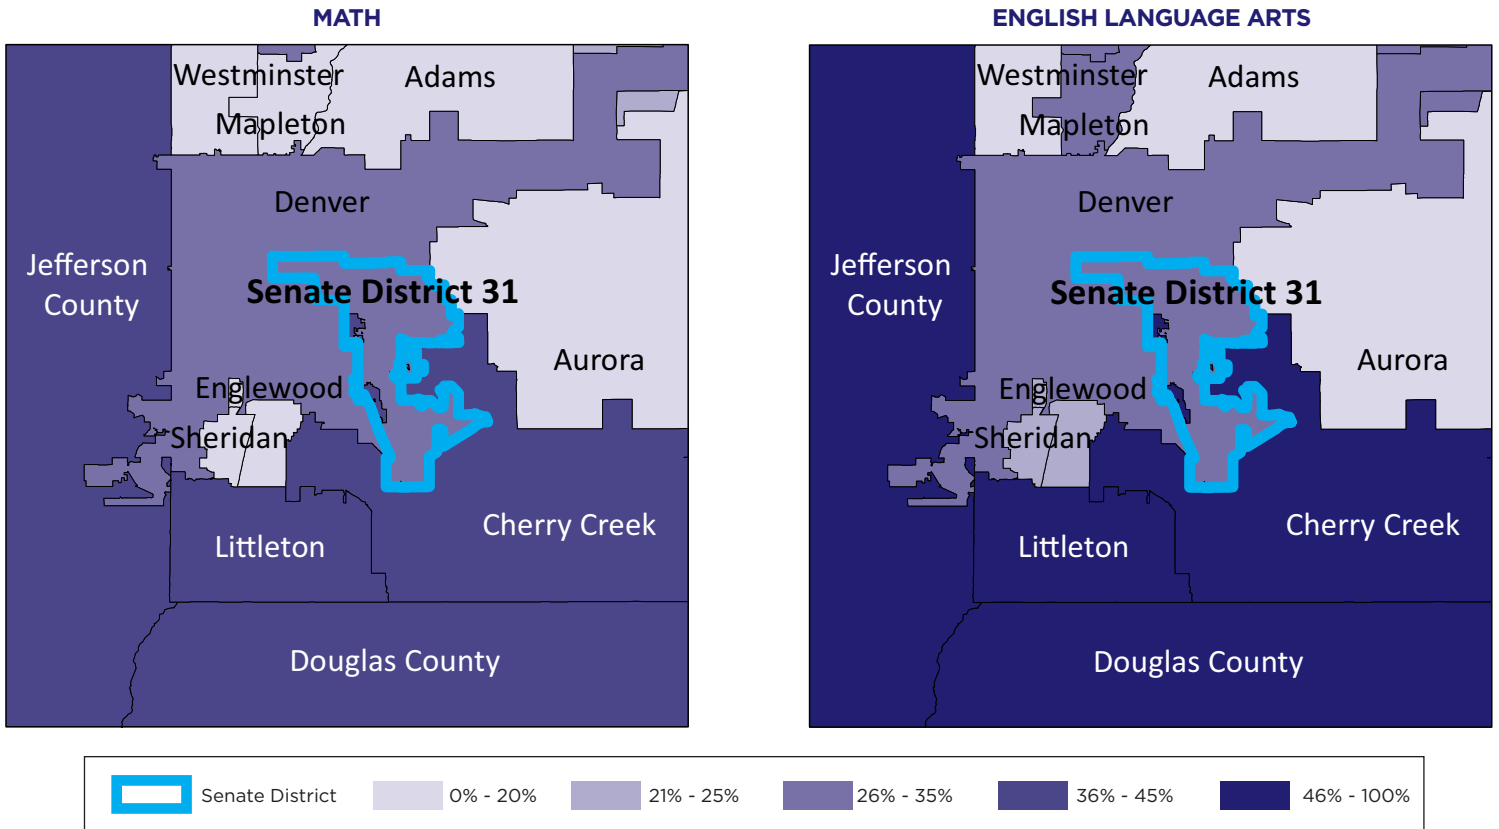 MATH
Westminster
Adams
Mapleton
Denver
Jefferson
County
Senate District 31
Aurora
Englewood
Sheridan
Cherry Creek
Littleton
Douglas County
ENGLISH LANGUAGE ARTS
Westminster
Adams
Mapleton
Denver
Jefferson
County
Senate District 31
Aurora
Englewood
Sheridan
Cherry Creek
Littleton
Douglas County
Senate District
0% - 20%
21% - 25%
26% - 35%
36% - 45%
46% - 100%